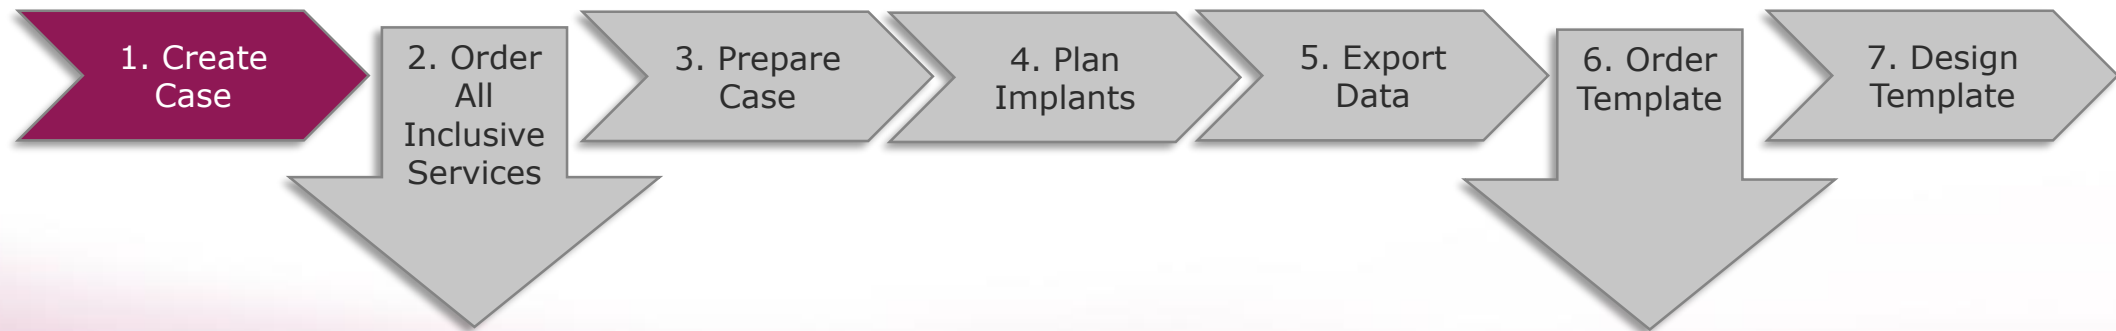 1. Create
Case
2. Order
All
Inclusive
Services
3. Prepare
Case
4. Plan
Implants
5. Export
Data
6. Order
Template
7. Design
Template